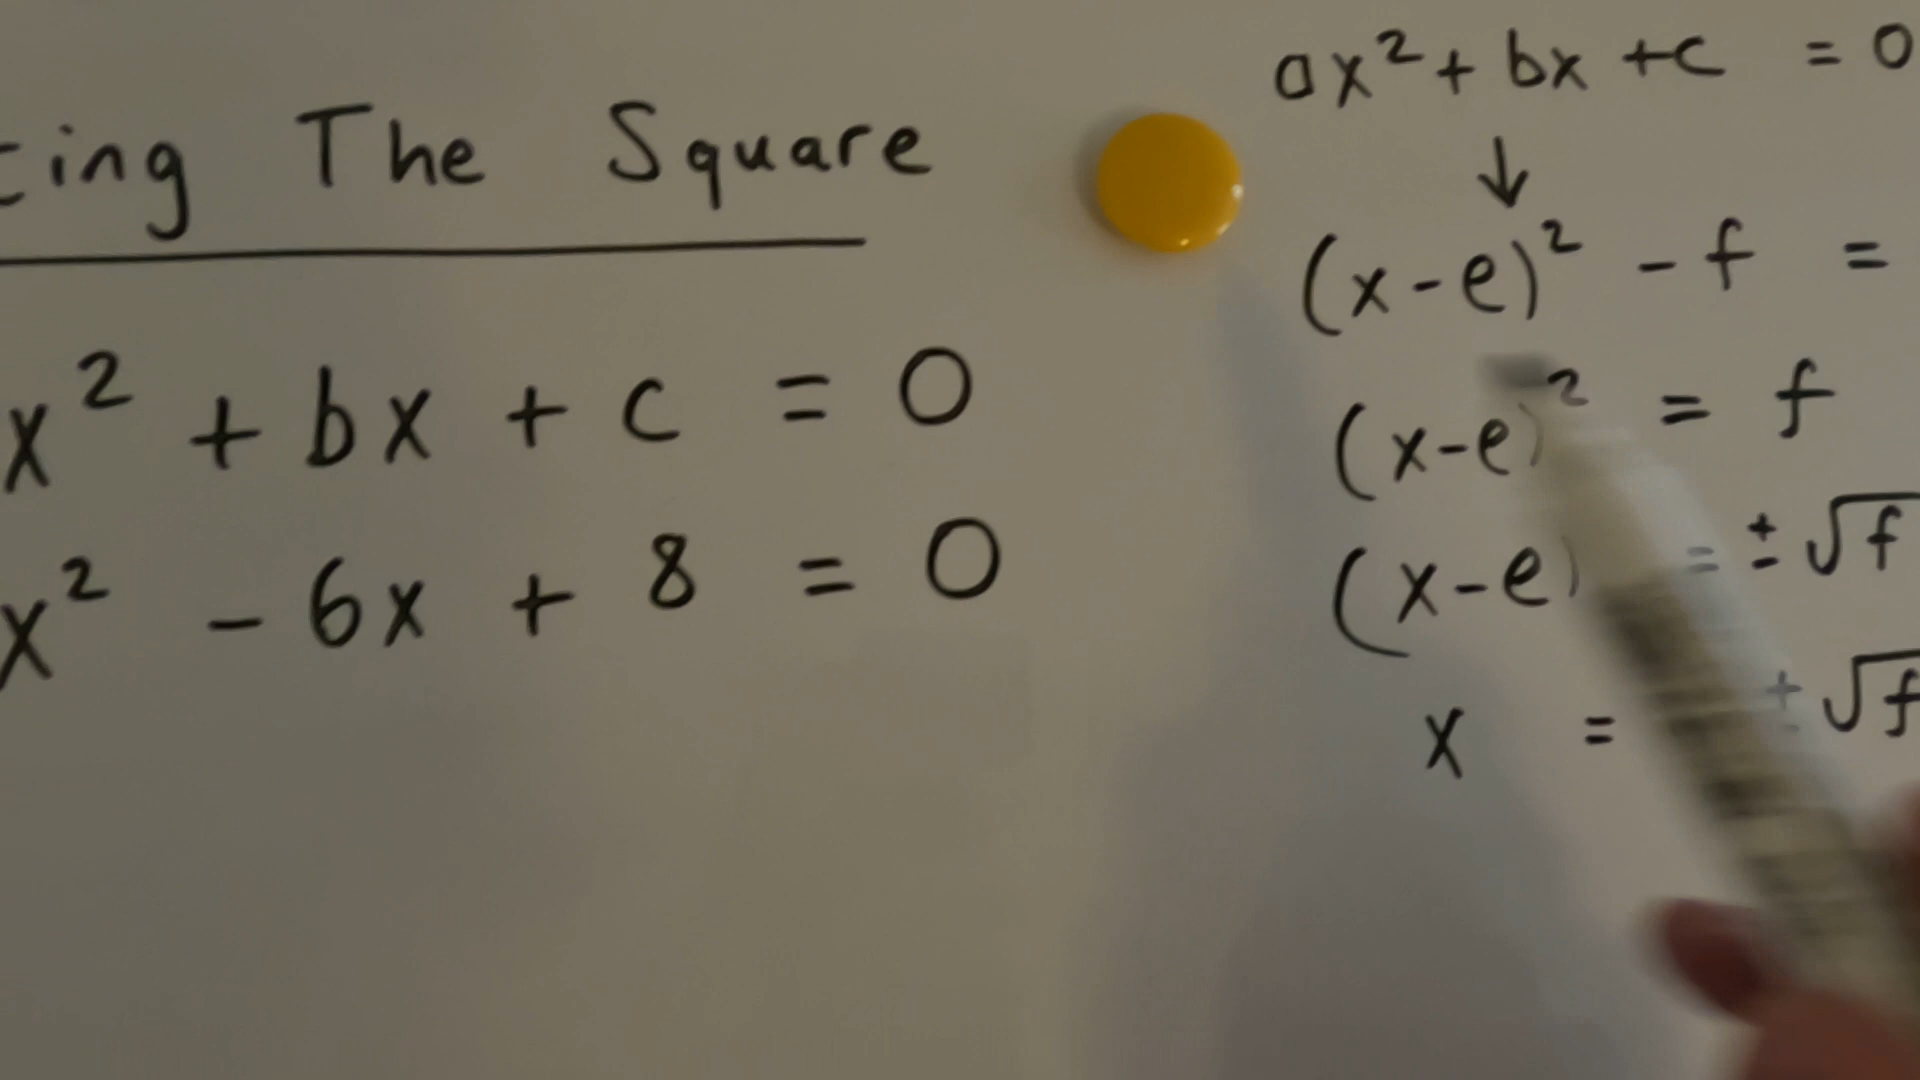 ing The Square
x² + bx + c = 0
x² - 6x + 8 = 0
ax² + bx + c = 0
↓
(x-e)² - f =
(x-e)² = f
(x-e) = ±√f
x = ±√f